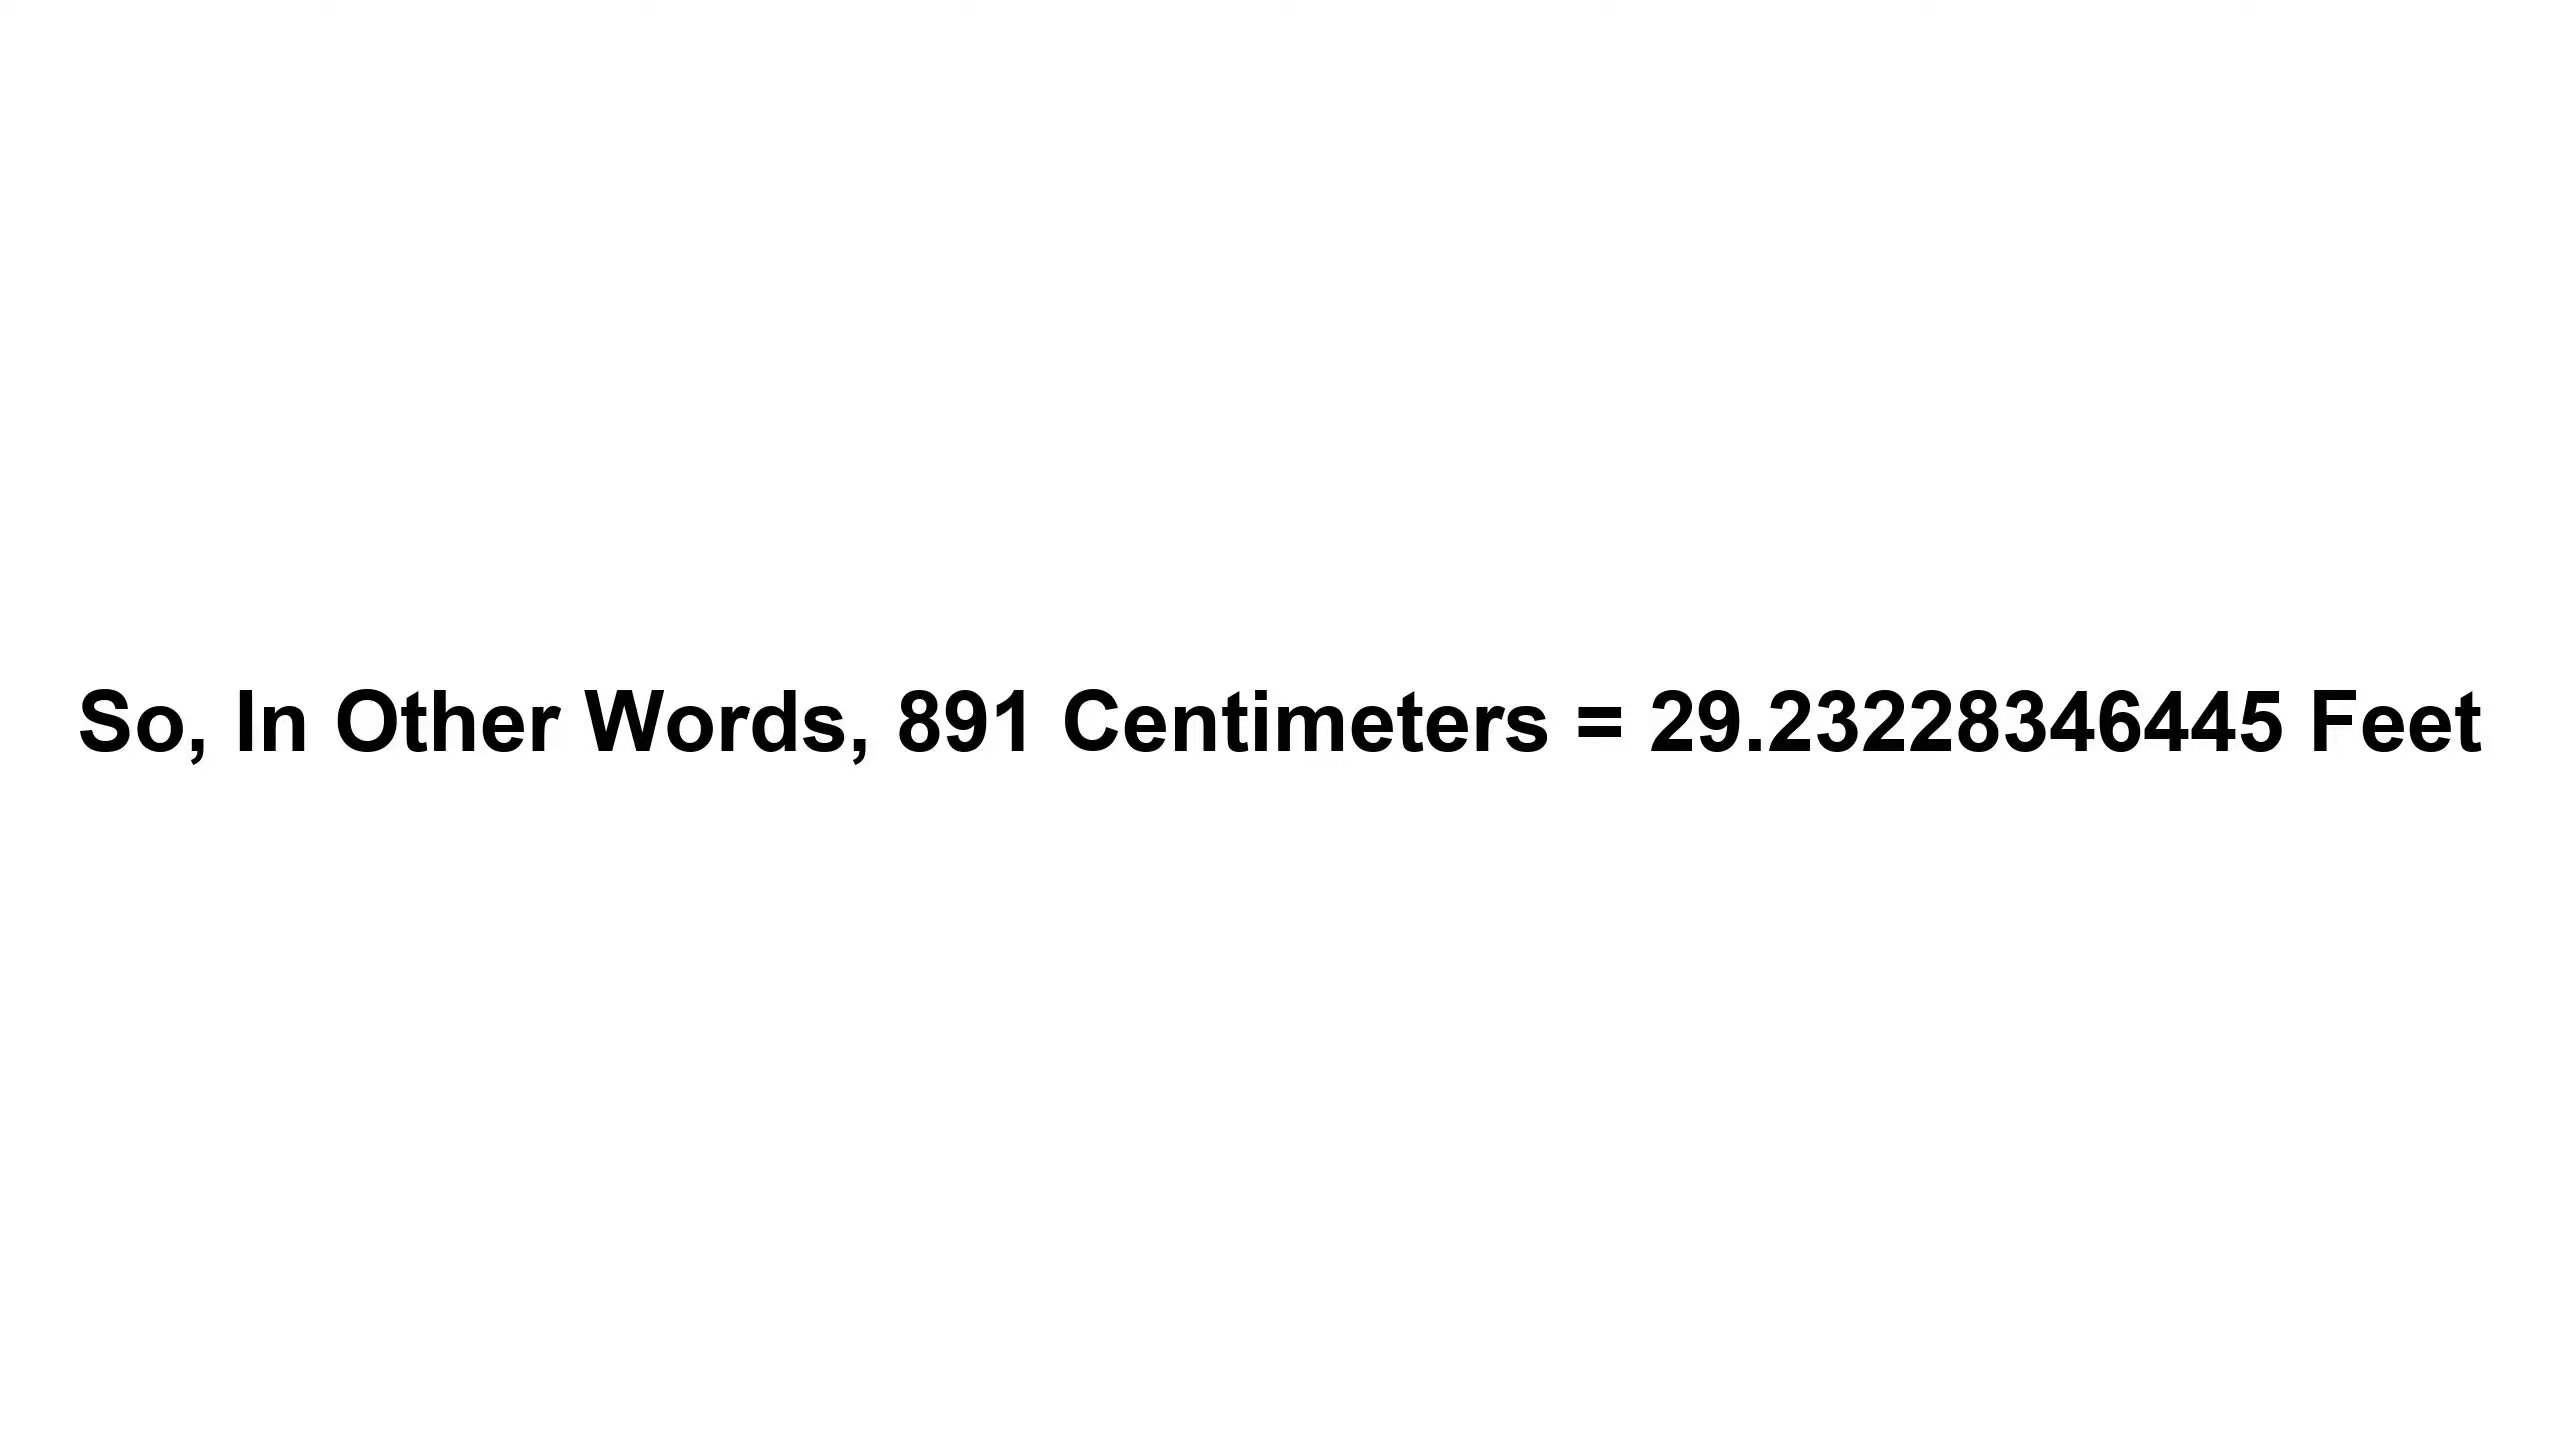 So, In Other Words, 891 Centimeters = 29.23228346445 Feet